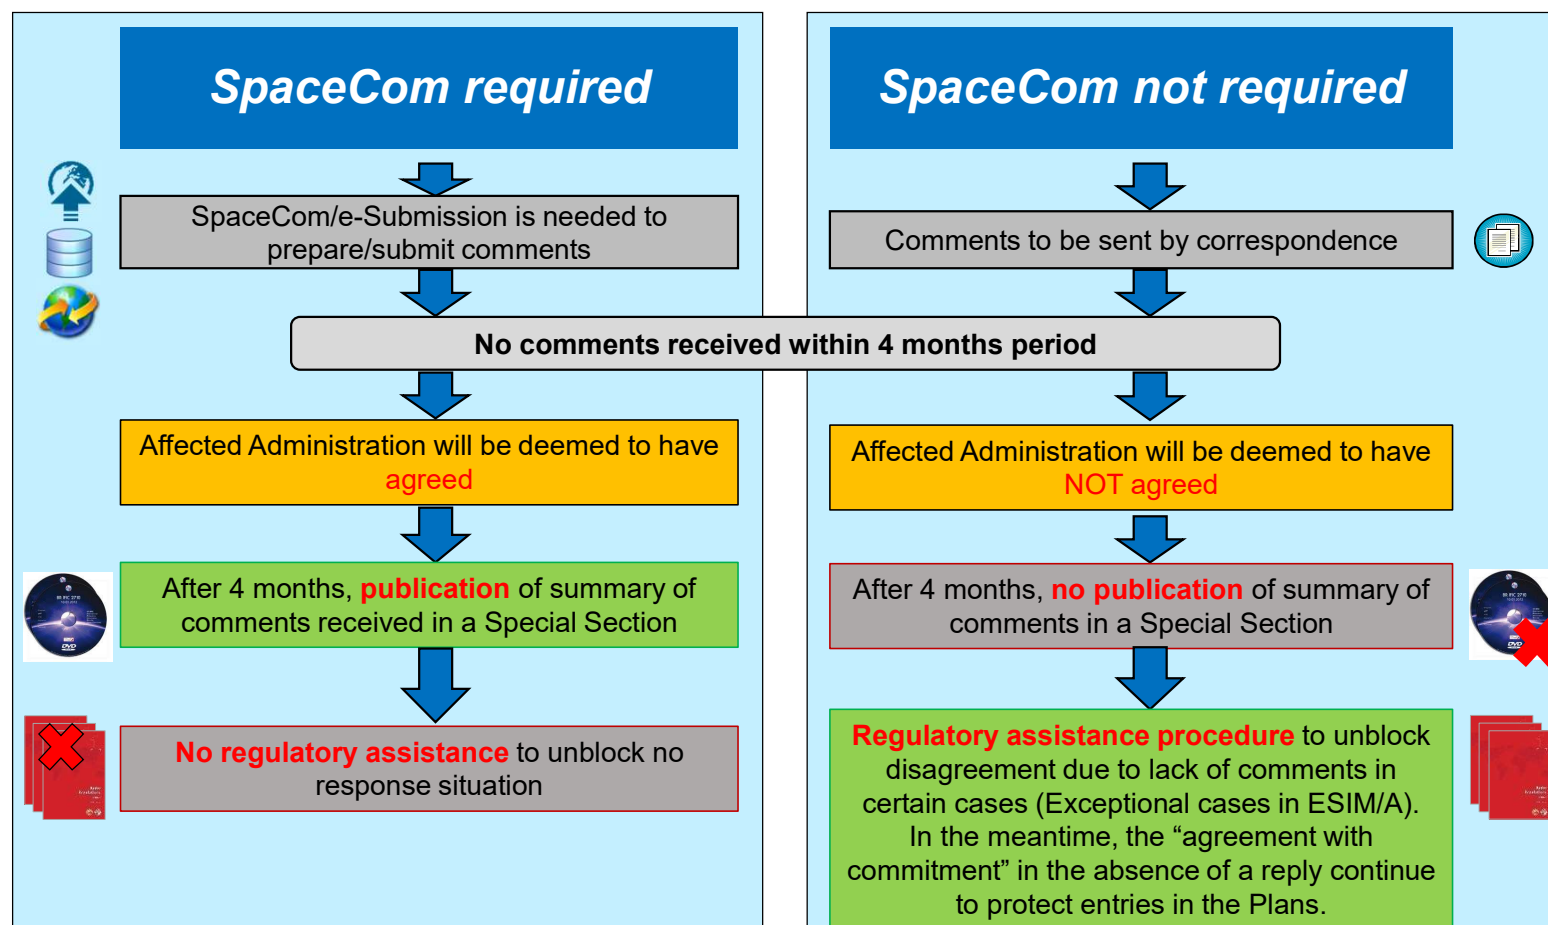 SpaceCom required
SpaceCom/e-Submission is needed to
prepare/submit comments
SpaceCom not required
Comments to be sent by correspondence
No comments received within 4 months period
Affected Administration will be deemed to have
agreed
After 4 months, publication of summary of
comments received in a Special Section
No regulatory assistance to unblock no
response situation
Affected Administration will be deemed to have
NOT agreed
After 4 months, no publication of summary of
comments in a Special Section
Regulatory assistance procedure to unblock
disagreement due to lack of comments in
certain cases (Exceptional cases in ESIM/A).
In the meantime, the “agreement with
commitment” in the absence of a reply continue
to protect entries in the Plans.